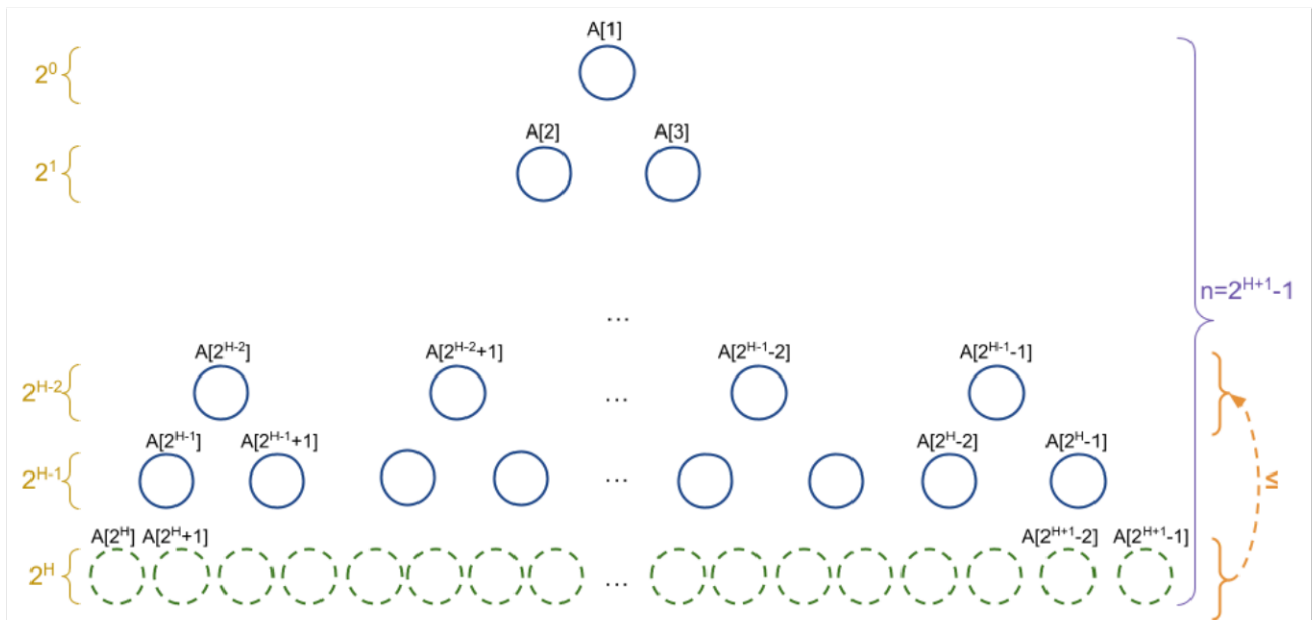 A[1]
2⁰
A[2] A[3]
2¹
n=2ᴴ⁺¹-1
...
A[2ᴴ⁻²] A[2ᴴ⁻²+1] A[2ᴴ⁻¹-2] A[2ᴴ⁻¹-1]
2ᴴ⁻² ...
A[2ᴴ⁻¹] A[2ᴴ⁻¹+1] A[2ᴴ-2] A[2ᴴ-1]
2ᴴ⁻¹ ... ≤
A[2ᴴ] A[2ᴴ+1] A[2ᴴ⁺¹-2] A[2ᴴ⁺¹-1]
2ᴴ ...